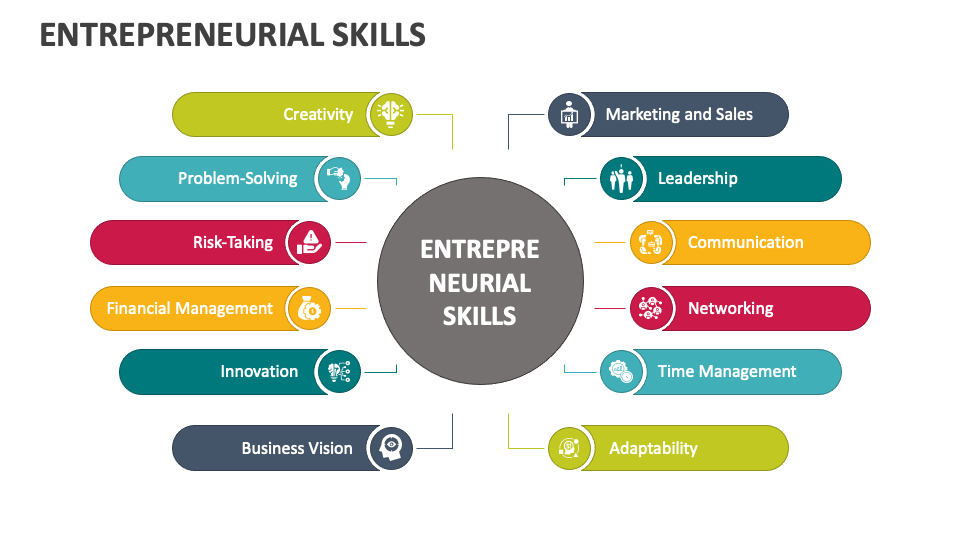 ENTREPRENEURIAL SKILLS
Creativity
Problem-Solving
Risk-Taking
Financial Management
Innovation
Business Vision
ENTREPRE
NEURIAL
SKILLS
Marketing and Sales
Leadership
Communication
Networking
Time Management
Adaptability